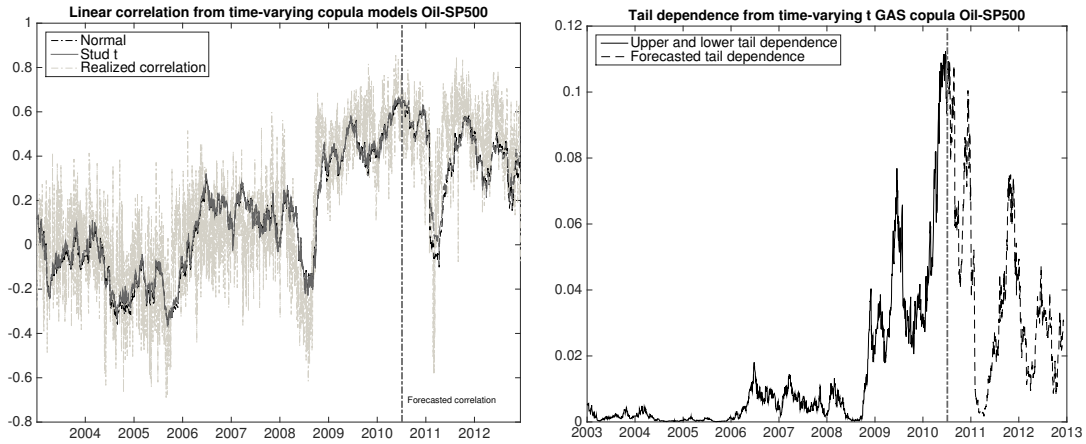 Linear correlation from time-varying copula models Oil-SP500
Normal
Stud t
Realized correlation
1
0.8
0.6
0.4
0.2
0
-0.2
-0.4
-0.6
-0.8
Forecasted correlation
2004 2005 2006 2007 2008 2009 2010 2011 2012
Tail dependence from time-varying t GAS copula Oil-SP500
Upper and lower tail dependence
Forecasted tail dependence
0.12
0.1
0.08
0.06
0.04
0.02
0
2003 2004 2005 2006 2007 2008 2009 2010 2011 2012 2013